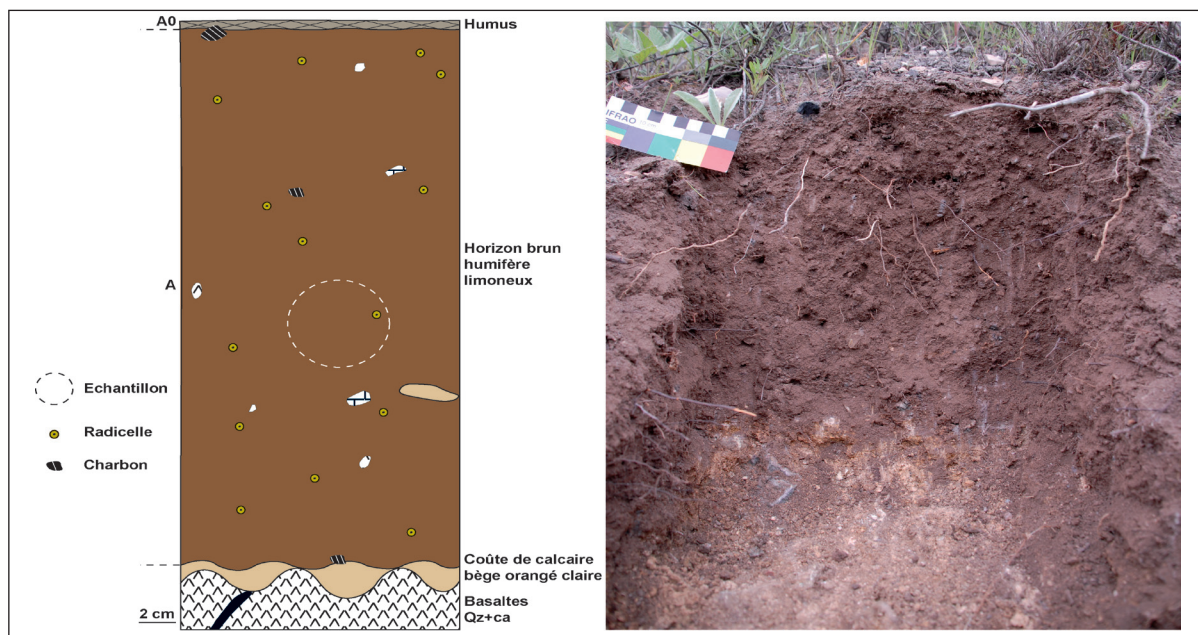 A0
Humus
Horizon brun
humifère
limoneux
A
Echantillon
Radicelle
Charbon
Coûte de calcaire
bège orangé claire
Basaltes
Qz+ca
2 cm
IFRAO